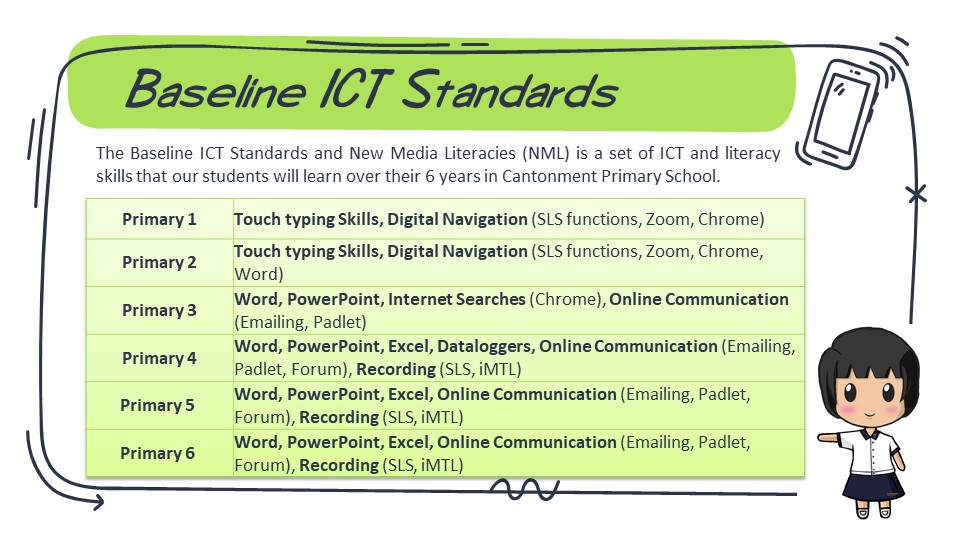 Baseline ICT Standards
The Baseline ICT Standards and New Media Literacies (NML) is a set of ICT and literacy
skills that our students will learn over their 6 years in Cantonment Primary School.
Primary 1
Touch typing Skills, Digital Navigation (SLS functions, Zoom, Chrome)
Primary 2
Touch typing Skills, Digital Navigation (SLS functions, Zoom, Chrome,
Word)
Primary 3
Word, PowerPoint, Internet Searches (Chrome), Online Communication
(Emailing, Padlet)
Primary 4
Word, PowerPoint, Excel, Dataloggers, Online Communication (Emailing,
Padlet, Forum), Recording (SLS, iMTL)
Primary 5
Word, PowerPoint, Excel, Online Communication (Emailing, Padlet,
Forum), Recording (SLS, iMTL)
Primary 6
Word, PowerPoint, Excel, Online Communication (Emailing, Padlet,
Forum), Recording (SLS, iMTL)